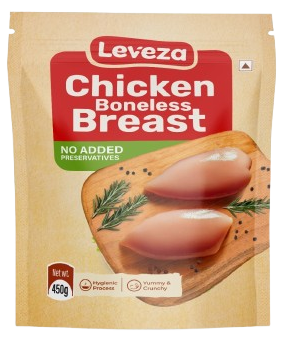 Leveza
Chicken
Boneless
Breast
NO ADDED
PRESERVATIVES
Net wt.
450g
Hygienic
Process
Yummy &
Crunchy